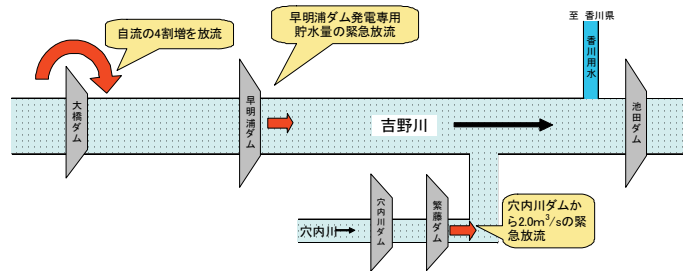 至 香川県
自流の4割増を放流
早明浦ダム発電専用
貯水量の緊急放流
香川用水
大橋ダム
早明浦ダム
吉野川
池田ダム
穴内川
穴内川ダム
繁藤ダム
穴内川ダムか
ら2.0m³/sの緊
急放流